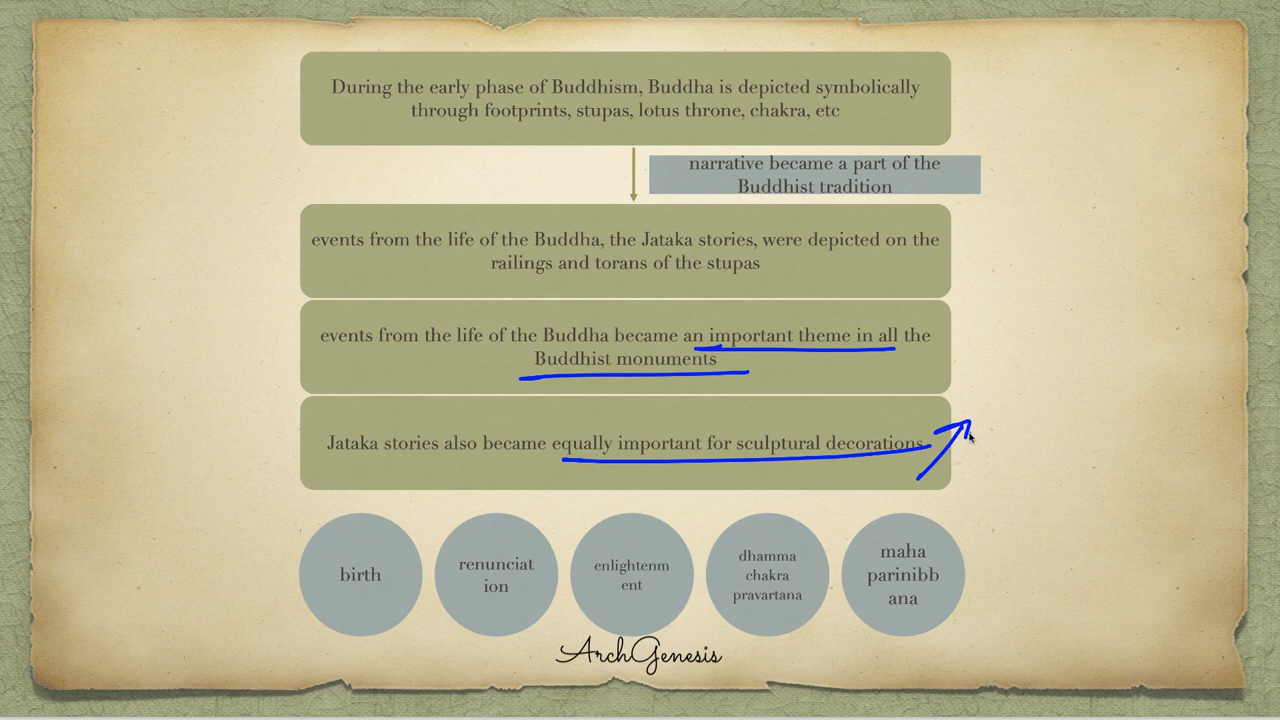 During the early phase of Buddhism, Buddha is depicted symbolically
through footprints, stupas, lotus throne, chakra, etc
narrative became a part of the
Buddhist tradition
events from the life of the Buddha, the Jataka stories, were depicted on the
railings and torans of the stupas
events from the life of the Buddha became an important theme in all the
Buddhist monuments
Jataka stories also became equally important for sculptural decorations
birth
renunciat
ion
enlightenm
ent
dhamma
chakra
pravartana
maha
parinibb
ana
ArchGenesis